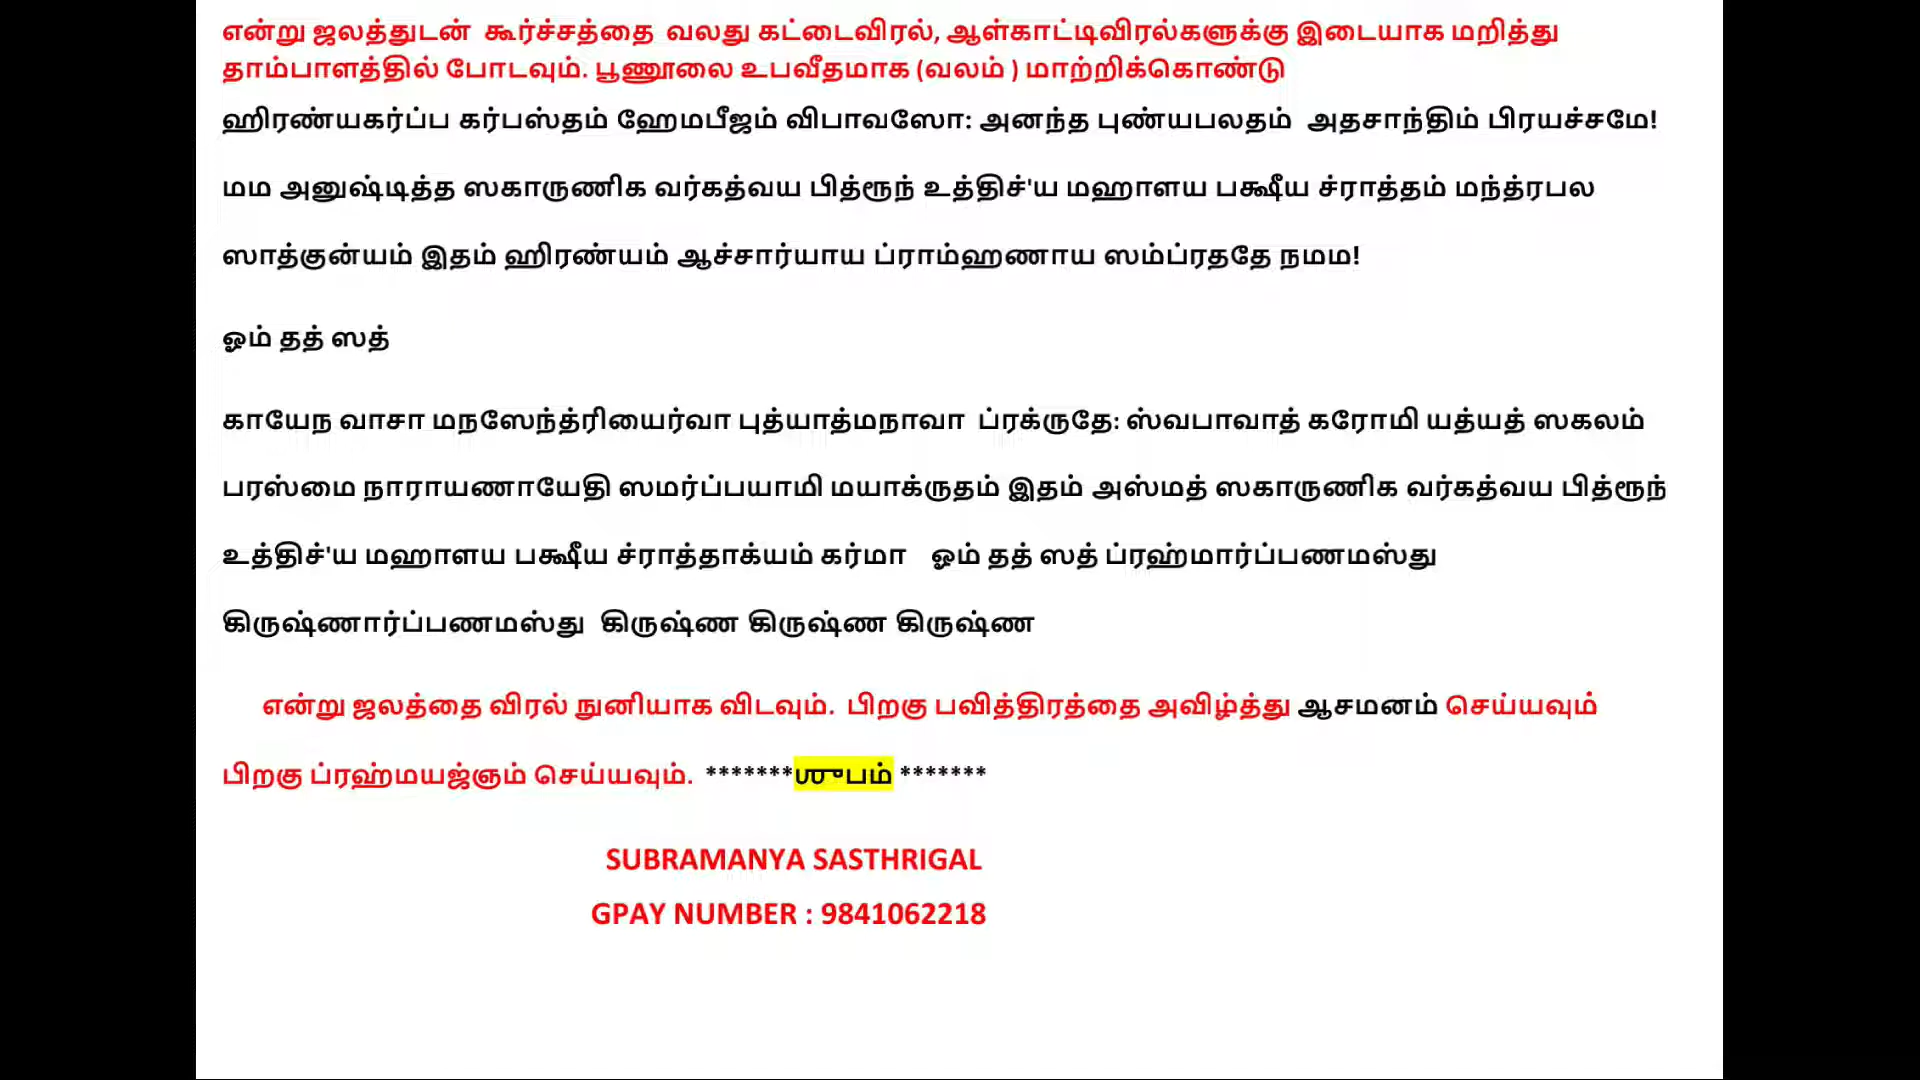 என்று ஜலத்துடன் கூர்ச்சத்தை வலது கட்டைவிரல், ஆள்காட்டிவிரல்களுக்கு இடையாக மறித்து
தாம்பாளத்தில் போடவும். பூணூலை உபவீதமாக (வலம் ) மாற்றிக்கொண்டு
ஹிரண்யகர்ப்ப கர்பஸ்தம் ஹேமபீஜம் விபாவஸோ: அனந்த புண்யபலதம் அதசாந்திம் பிரயச்சமே!
மம அனுஷ்டித்த ஸகாருணிக வர்கத்வய பித்ரூந் உத்திச்'ய மஹாளய பக்ஷீய ச்ராத்தம் மந்த்ரபல
ஸாத்குன்யம் இதம் ஹிரண்யம் ஆச்சார்யாய ப்ராம்ஹணாய ஸம்ப்ரததே நமம!
ஓம் தத் ஸத்
காயேந வாசா மநஸேந்த்ரியைர்வா புத்யாத்மநாவா ப்ரக்ருதே: ஸ்வபாவாத் கரோமி யத்யத் ஸகலம்
பரஸ்மை நாராயணாயேதி ஸமர்ப்பயாமி மயாக்ருதம் இதம் அஸ்மத் ஸகாருணிக வர்கத்வய பித்ரூந்
உத்திச்'ய மஹாளய பக்ஷீய ச்ராத்தாக்யம் கர்மா ஓம் தத் ஸத் ப்ரஹ்மார்ப்பணமஸ்து
கிருஷ்ணார்ப்பணமஸ்து கிருஷ்ண கிருஷ்ண கிருஷ்ண
என்று ஜலத்தை விரல் நுனியாக விடவும். பிறகு பவித்திரத்தை அவிழ்த்து ஆசமனம் செய்யவும்
பிறகு ப்ரஹ்மயஜ்ஞம் செய்யவும். *******ஶுபம் *******
SUBRAMANYA SASTHRIGAL
GPAY NUMBER : 9841062218